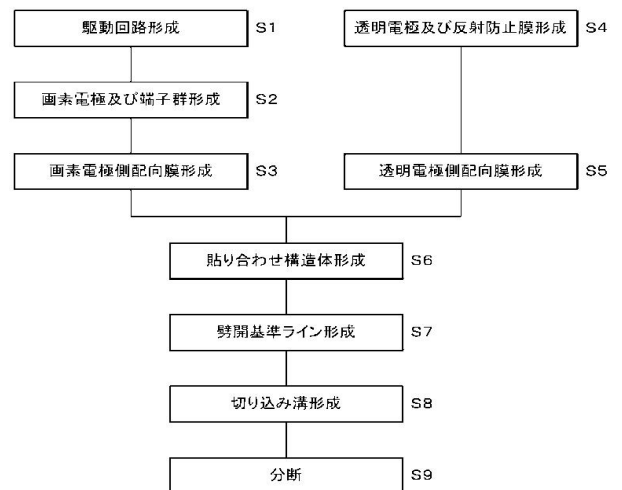 駆動回路形成 S1
画素電極及び端子群形成 S2
画素電極側配向膜形成 S3
透明電極及び反射防止膜形成 S4
透明電極側配向膜形成 S5
貼り合わせ構造体形成 S6
劈開基準ライン形成 S7
切り込み溝形成 S8
分断 S9